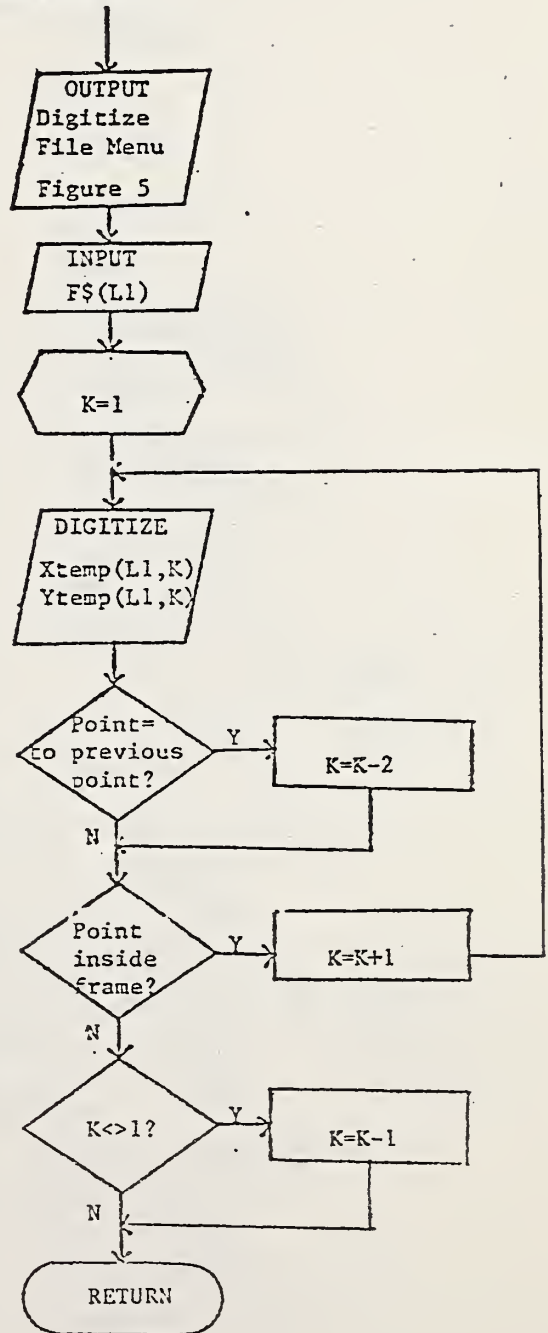 OUTPUT
Digitize
File Menu
Figure 5
INPUT
F$(L1)
K=1
DIGITIZE
Xtemp(L1,K)
Ytemp(L1,K)
Point=
to previous
point?
Y
K=K-2
N
Point
inside
frame?
Y
K=K+1
N
K<>1?
Y
K=K-1
N
RETURN